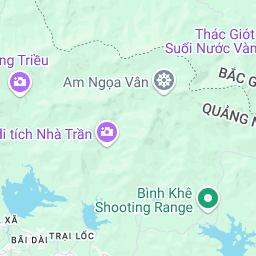 Thác Giót
Suối Nước Vàn
ng Triều
Am Ngọa Vân
BẮC G
QUẢNG N
di tích Nhà Trần
Bình Khê
Shooting Range
XÃ
BÃI DÀI
TRẠI LỐC